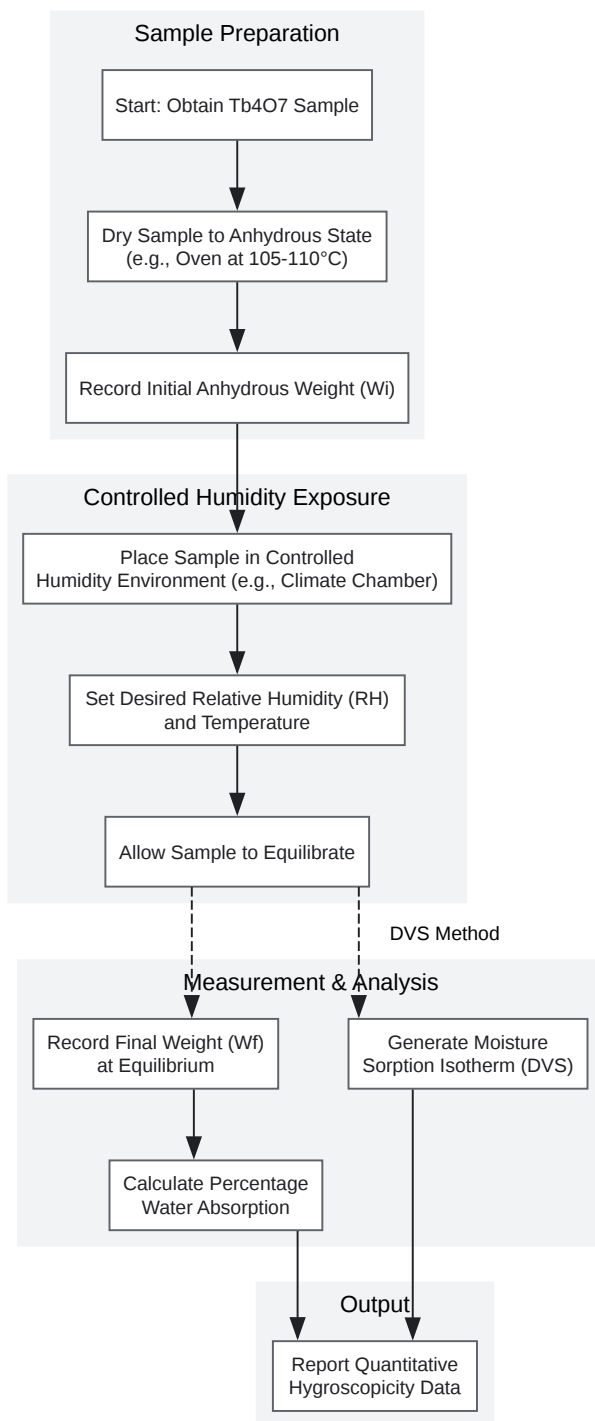 Sample Preparation
Start: Obtain Tb4O7 Sample
Dry Sample to Anhydrous State
(e.g., Oven at 105-110°C)
Record Initial Anhydrous Weight (Wi)
Controlled Humidity Exposure
Place Sample in Controlled
Humidity Environment (e.g., Climate Chamber)
Set Desired Relative Humidity (RH)
and Temperature
Allow Sample to Equilibrate
DVS Method
Measurement & Analysis
Record Final Weight (Wf)
at Equilibrium
Generate Moisture
Sorption Isotherm (DVS)
Calculate Percentage
Water Absorption
Output
Report Quantitative
Hygroscopicity Data